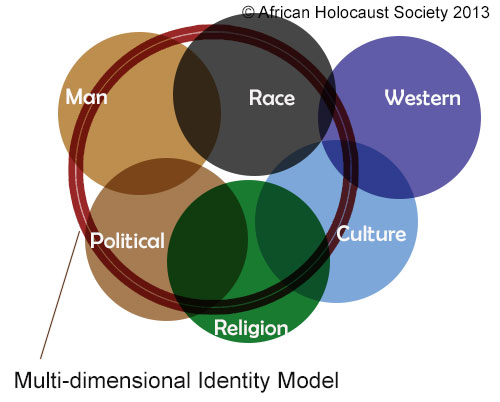 © African Holocaust Society 2013
Man
Race
Western
Political
Culture
Religion
Multi-dimensional Identity Model